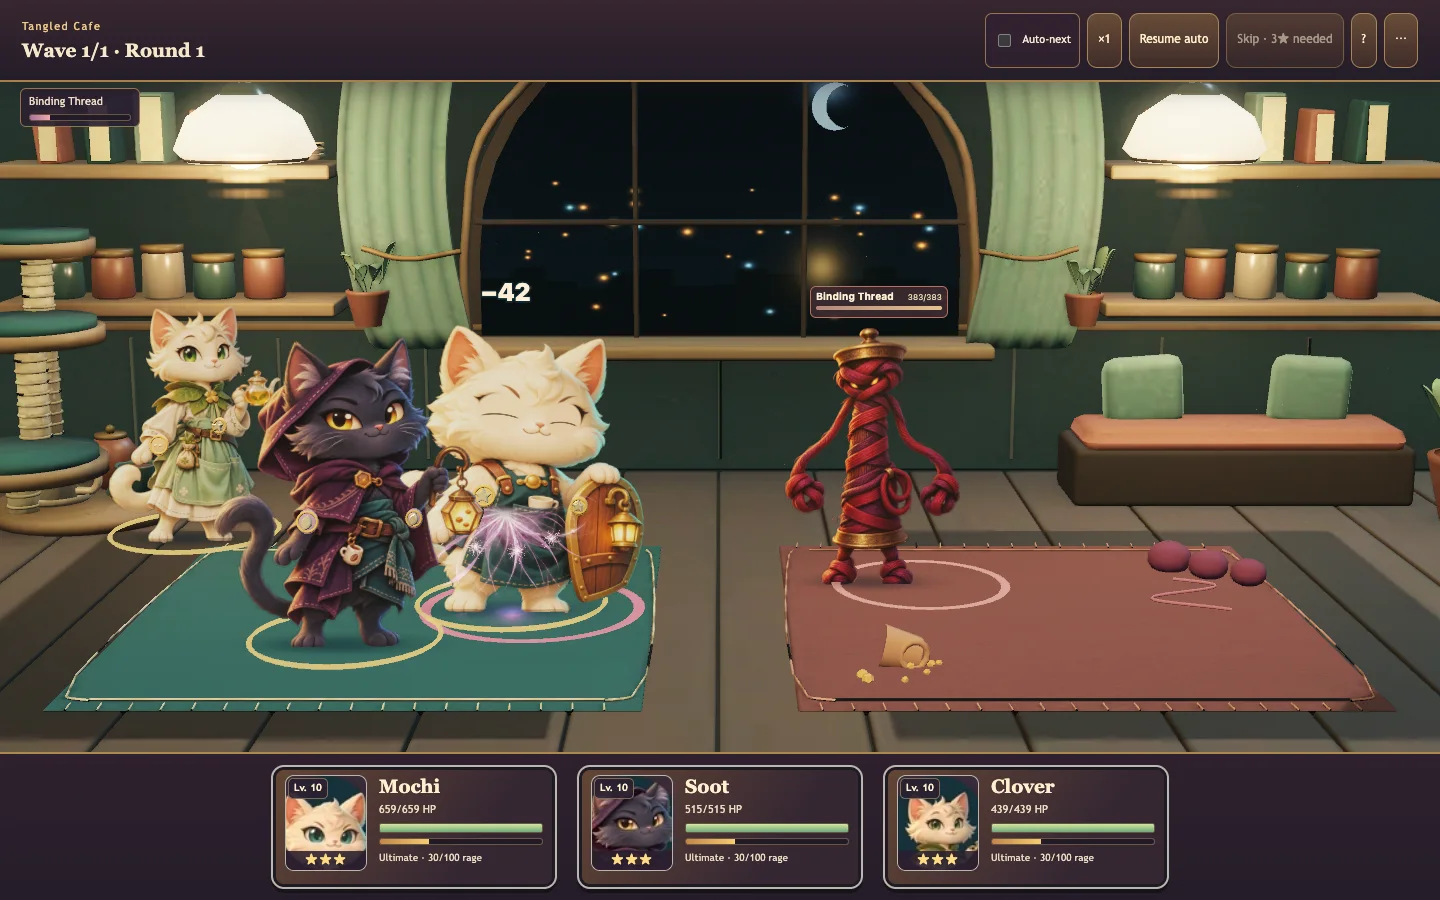 Tangled Cafe
Wave 1/1 · Round 1
Auto-next
×1
Resume auto
Skip · 3★ needed
?
...
Binding Thread
−42
Binding Thread 383/383
Lv. 10
Mochi
659/659 HP
Ultimate · 30/100 rage
Lv. 10
Soot
515/515 HP
Ultimate · 30/100 rage
Lv. 10
Clover
439/439 HP
Ultimate · 30/100 rage